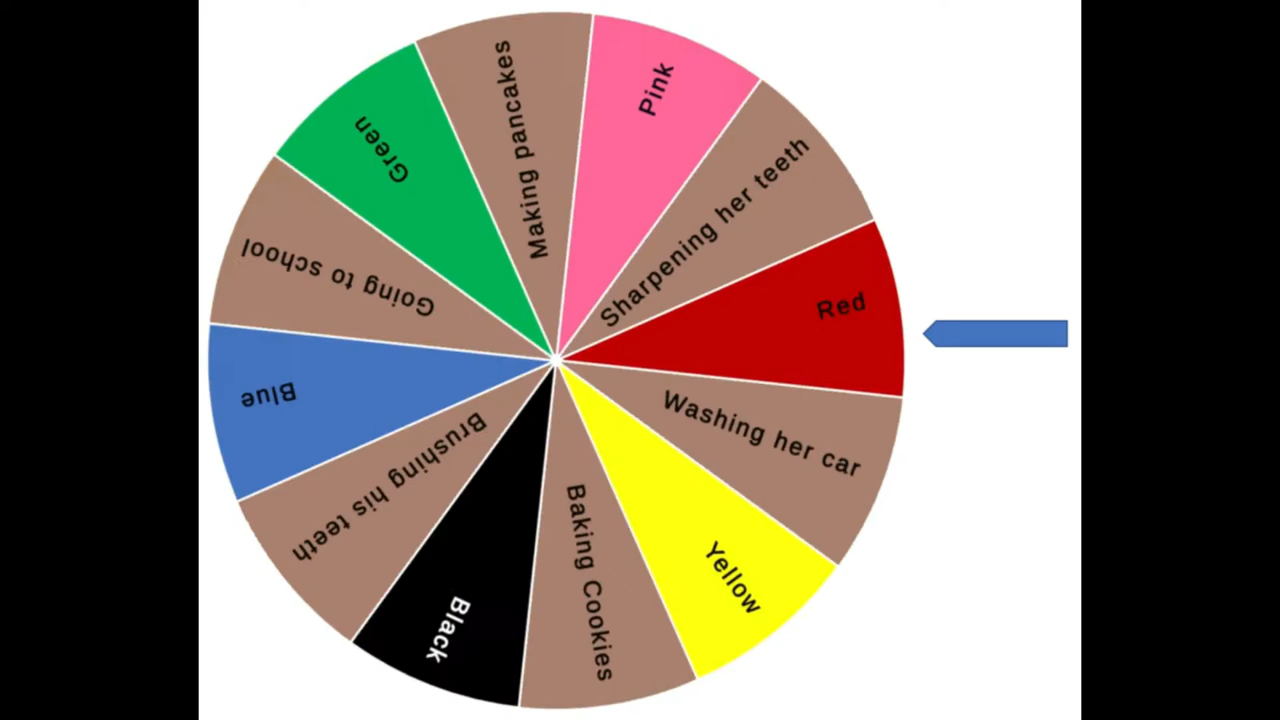 Making pancakes
Pink
Sharpening her teeth
Red
Washing her car
Yellow
Baking Cookies
Black
Brushing his teeth
Blue
Going to school
Green